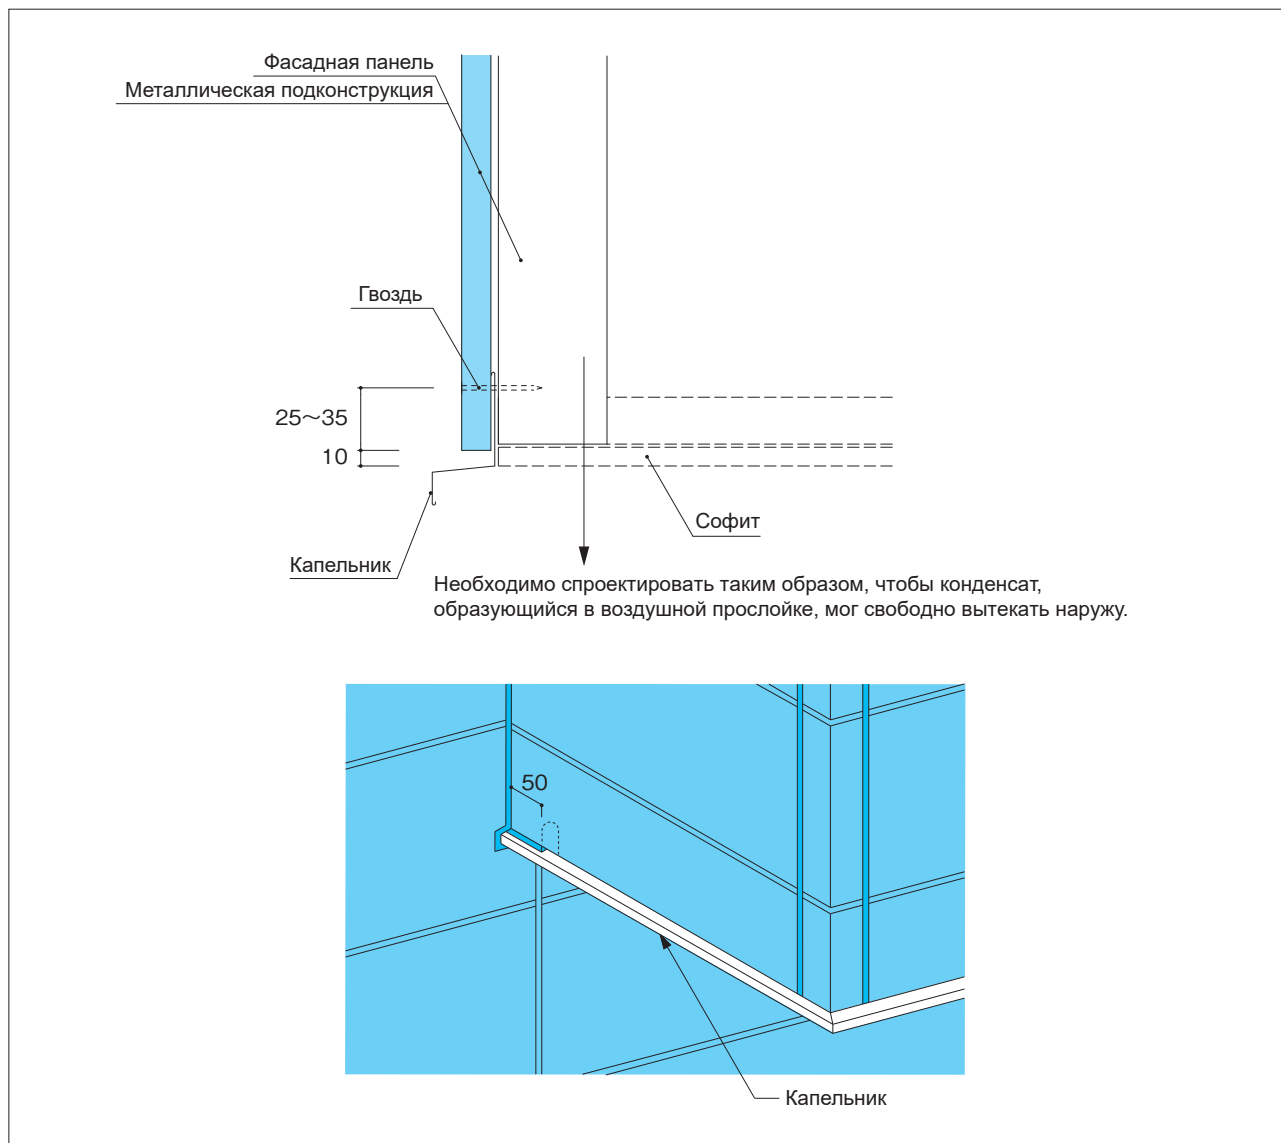 Фасадная панель
Металлическая подконструкция
Гвоздь
25～35
10
Софит
Капельник
Необходимо спроектировать таким образом, чтобы конденсат,
образующийся в воздушной прослойке, мог свободно вытекать наружу.
50
Капельник